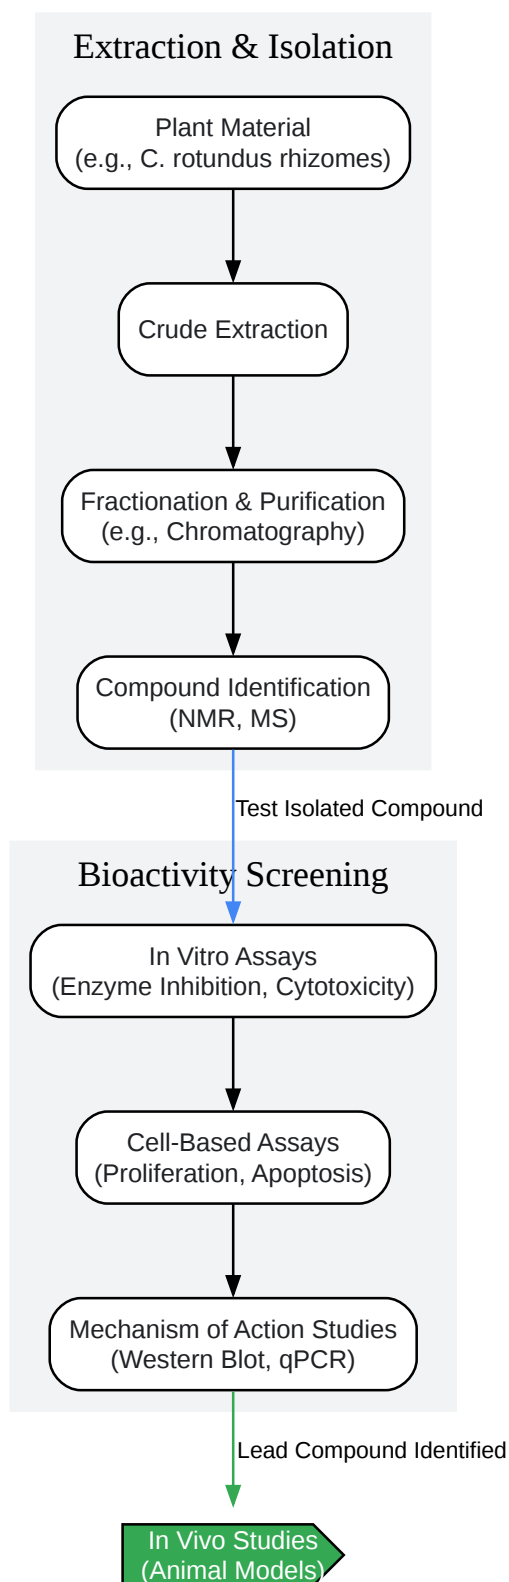 Extraction & Isolation
Plant Material
(e.g., C. rotundus rhizomes)
Crude Extraction
Fractionation & Purification
(e.g., Chromatography)
Compound Identification
(NMR, MS)
Test Isolated Compound
Bioactivity Screening
In Vitro Assays
(Enzyme Inhibition, Cytotoxicity)
Cell-Based Assays
(Proliferation, Apoptosis)
Mechanism of Action Studies
(Western Blot, qPCR)
Lead Compound Identified
In Vivo Studies
(Animal Models)